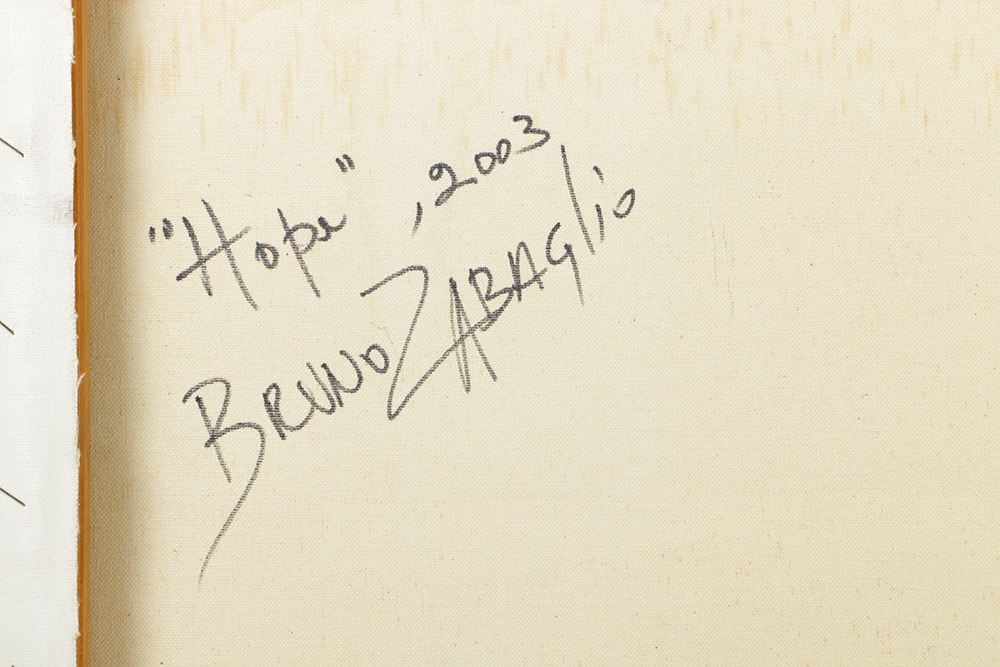 "Hope", 2003
BRUNO ZABAGliO